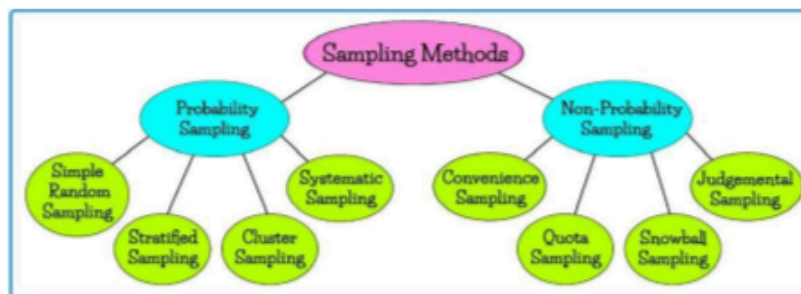 Sampling Methods
Probability
Sampling
Non-Probability
Sampling
Simple
Random
Sampling
Stratified
Sampling
Cluster
Sampling
Systematic
Sampling
Convenience
Sampling
Quota
Sampling
Snowball
Sampling
Judgemental
Sampling